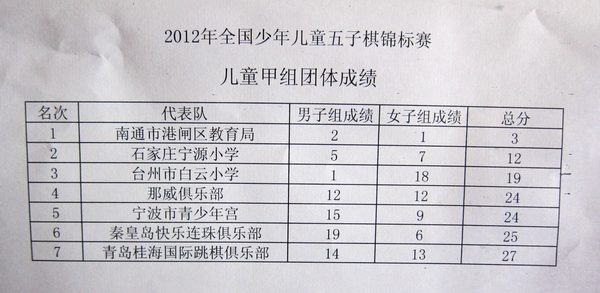 2012年全国少年儿童五子棋锦标赛
儿童甲组团体成绩
名次 代表队 男子组成绩 女子组成绩 总分
1 南通市港闸区教育局 2 1 3
2 石家庄宁源小学 5 7 12
3 台州市白云小学 1 18 19
4 那威俱乐部 12 12 24
5 宁波市青少年宫 15 9 24
6 秦皇岛快乐连珠俱乐部 19 6 25
7 青岛桂海国际跳棋俱乐部 14 13 27